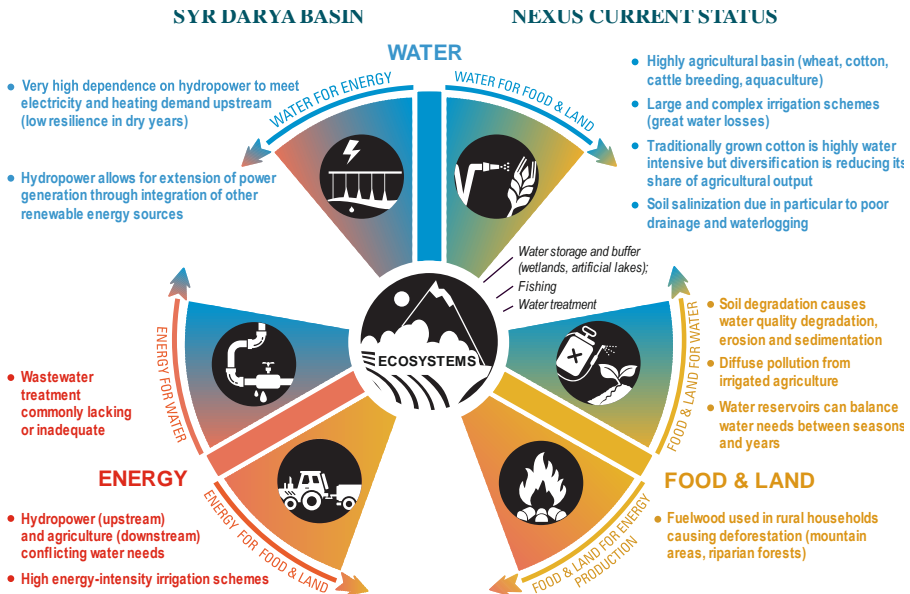 SYR DARYA BASIN
NEXUS CURRENT STATUS
WATER
WATER FOR ENERGY
WATER FOR FOOD & LAND
• Very high dependence on hydropower to meet
electricity and heating demand upstream
(low resilience in dry years)
• Hydropower allows for extension of power
generation through integration of other
renewable energy sources
• Highly agricultural basin (wheat, cotton,
cattle breeding, aquaculture)
• Large and complex irrigation schemes
(great water losses)
• Traditionally grown cotton is highly water
intensive but diversification is reducing its
share of agricultural output
• Soil salinization due in particular to poor
drainage and waterlogging
Water storage and buffer
(wetlands, artificial lakes);
Fishing
Water treatment
ECOSYSTEMS
ENERGY FOR WATER
• Wastewater
treatment
commonly lacking
or inadequate
FOOD & LAND FOR WATER
• Soil degradation causes
water quality degradation,
erosion and sedimentation
• Diffuse pollution from
irrigated agriculture
• Water reservoirs can balance
water needs between seasons
and years
ENERGY
ENERGY FOR FOOD & LAND
• Hydropower (upstream)
and agriculture (downstream)
conflicting water needs
• High energy-intensity irrigation schemes
FOOD & LAND
FOOD & LAND FOR ENERGY
PRODUCTION
• Fuelwood used in rural households
causing deforestation (mountain
areas, riparian forests)